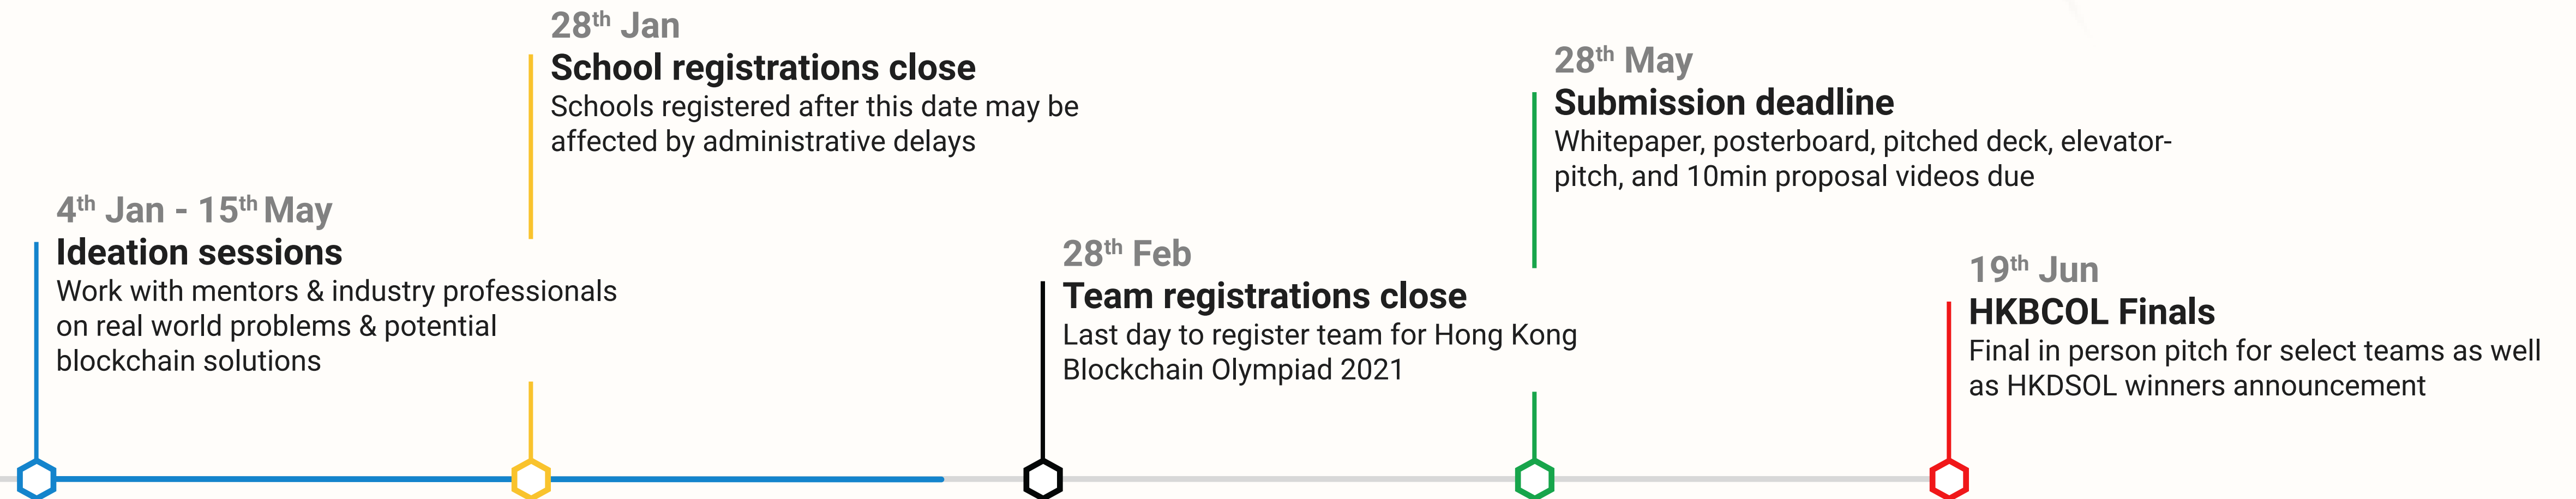 4th Jan - 15th May
Ideation sessions
Work with mentors & industry professionals
on real world problems & potential
blockchain solutions
28th Jan
School registrations close
Schools registered after this date may be
affected by administrative delays
28th Feb
Team registrations close
Last day to register team for Hong Kong
Blockchain Olympiad 2021
28th May
Submission deadline
Whitepaper, posterboard, pitched deck, elevator-
pitch, and 10min proposal videos due
19th Jun
HKBCOL Finals
Final in person pitch for select teams as well
as HKDSOL winners announcement